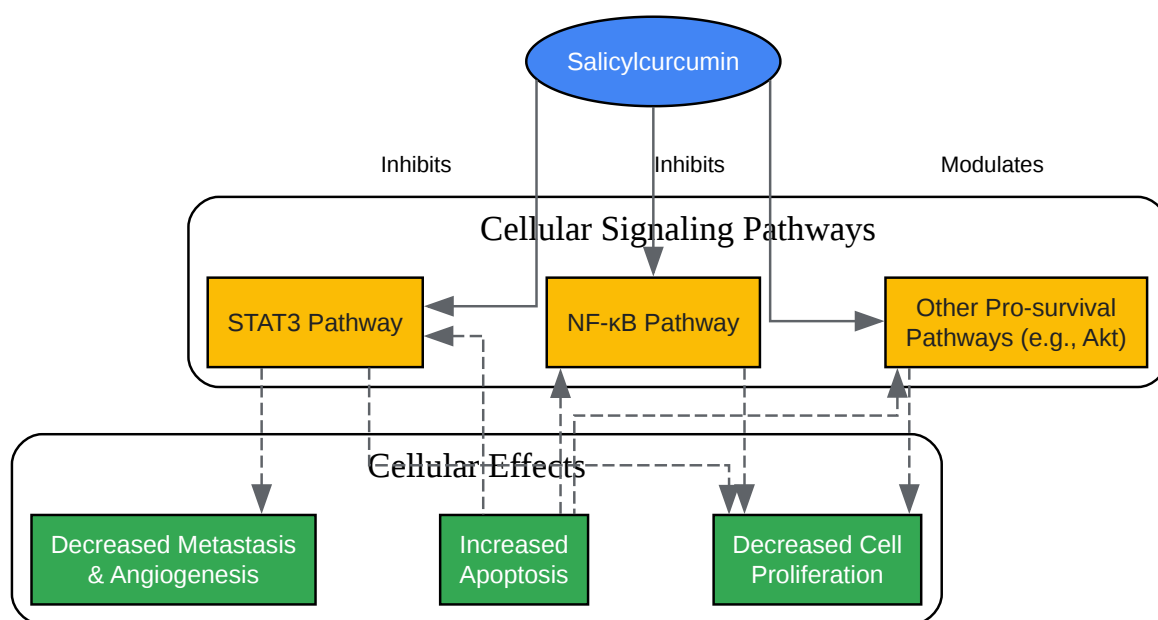 Salicylcurcumin
Inhibits
Inhibits
Modulates
Cellular Signaling Pathways
STAT3 Pathway
NF-κB Pathway
Other Pro-survival
Pathways (e.g., Akt)
Cellular Effects
Decreased Metastasis
& Angiogenesis
Increased
Apoptosis
Decreased Cell
Proliferation